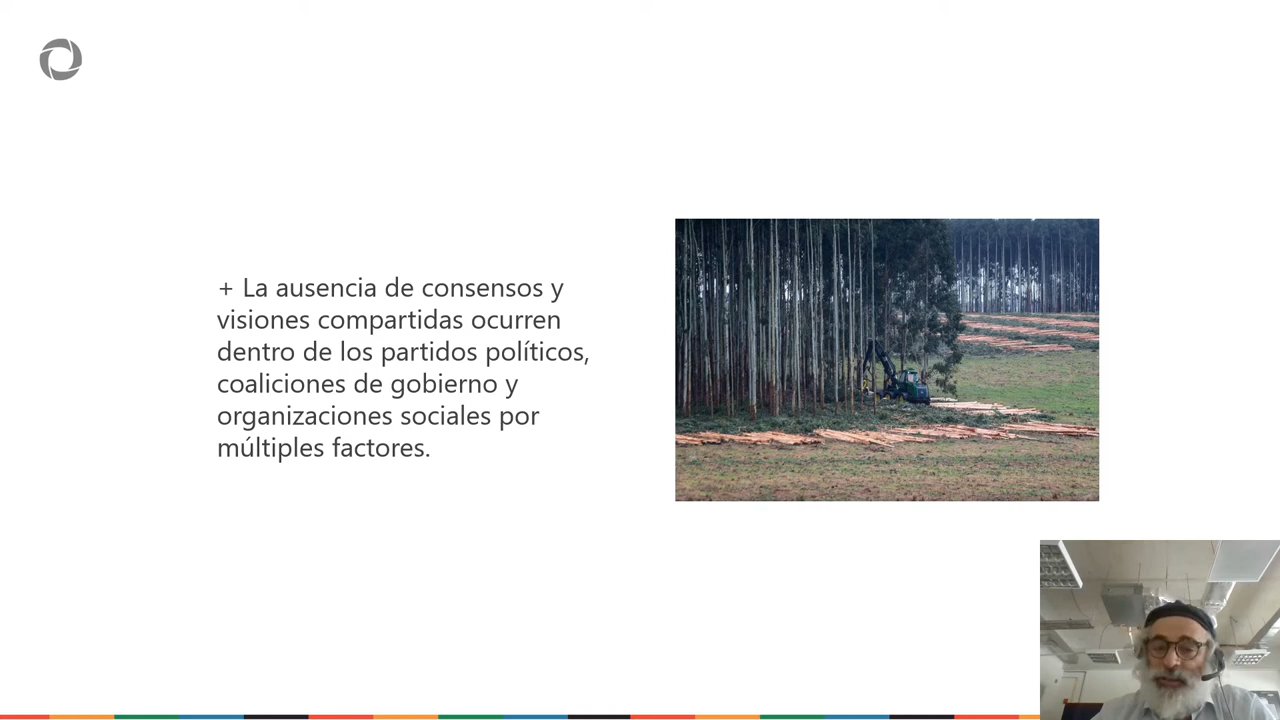 + La ausencia de consensos y
visiones compartidas ocurren
dentro de los partidos políticos,
coaliciones de gobierno y
organizaciones sociales por
múltiples factores.